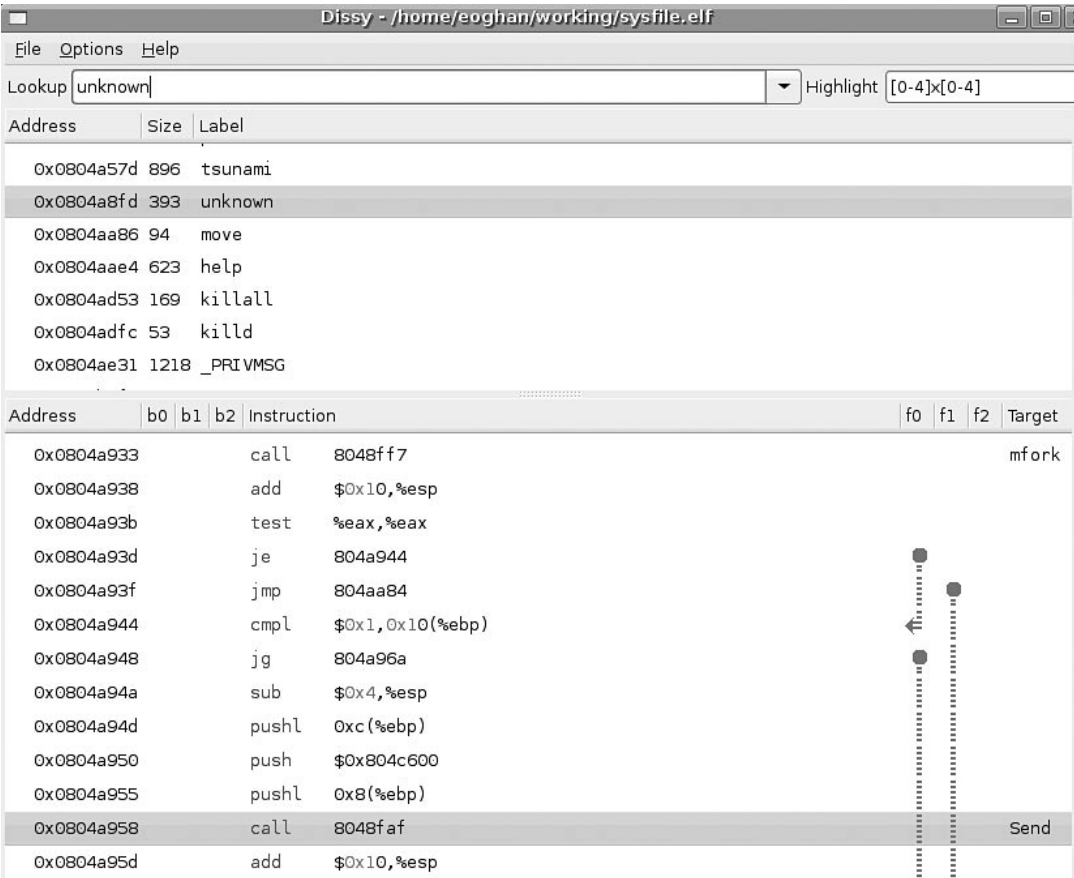 Dissy - /home/eoghan/working/sysfile.elf
File Options Help
Lookup unknown Highlight [0-4]x[0-4]
Address Size Label
0x0804a57d 896 tsunami
0x0804a8fd 393 unknown
0x0804aa86 94 move
0x0804aae4 623 help
0x0804ad53 169 killall
0x0804adfc 53 killd
0x0804ae31 1218 _PRIVMSG
Address b0 b1 b2 Instruction f0 f1 f2 Target
0x0804a933 call 8048ff7 mfork
0x0804a938 add $0x10,%esp
0x0804a93b test %eax,%eax
0x0804a93d je 804a944
0x0804a93f jmp 804aa84
0x0804a944 cmpl $0x1,0x10(%ebp)
0x0804a948 jg 804a96a
0x0804a94a sub $0x4,%esp
0x0804a94d pushl 0xc(%ebp)
0x0804a950 push $0x804c600
0x0804a955 pushl 0x8(%ebp)
0x0804a958 call 8048faf Send
0x0804a95d add $0x10,%esp